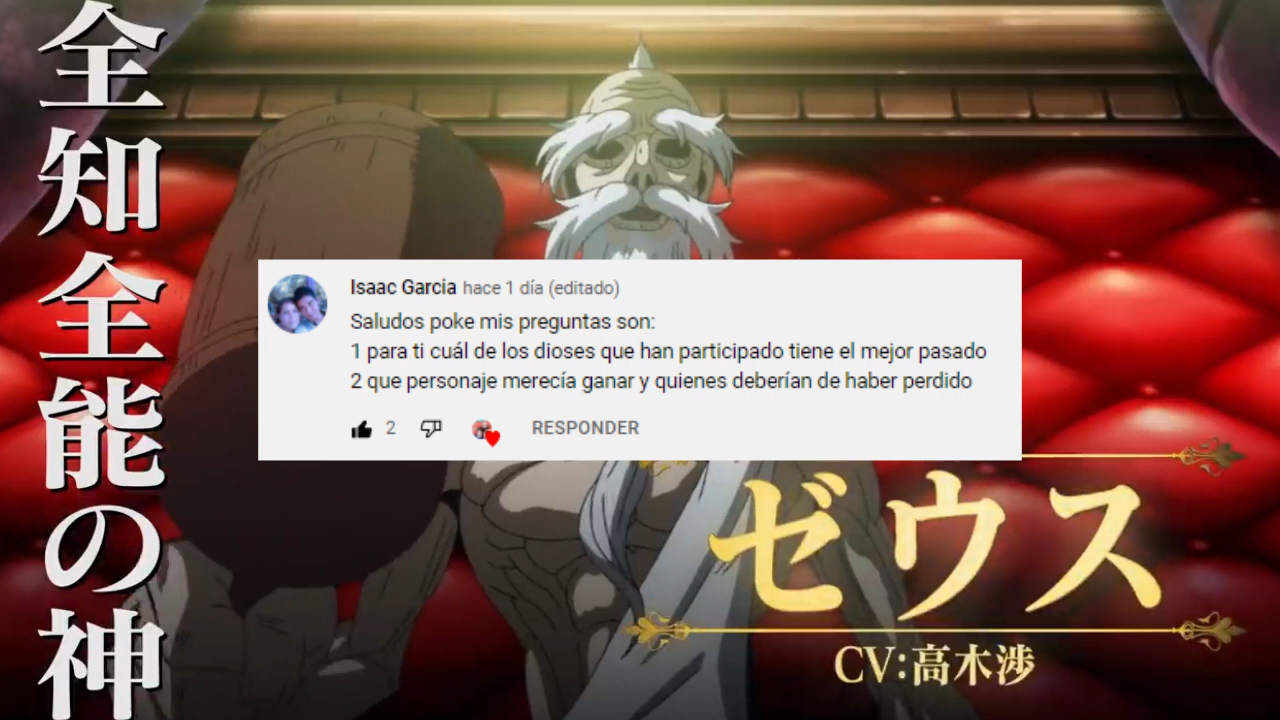 全知全能の神
Isaac Garcia hace 1 día (editado)
Saludos poke mis preguntas son:
1 para ti cuál de los dioses que han participado tiene el mejor pasado
2 que personaje merecía ganar y quienes deberían de haber perdido
2
RESPONDER
ゼウス
CV:高木渉